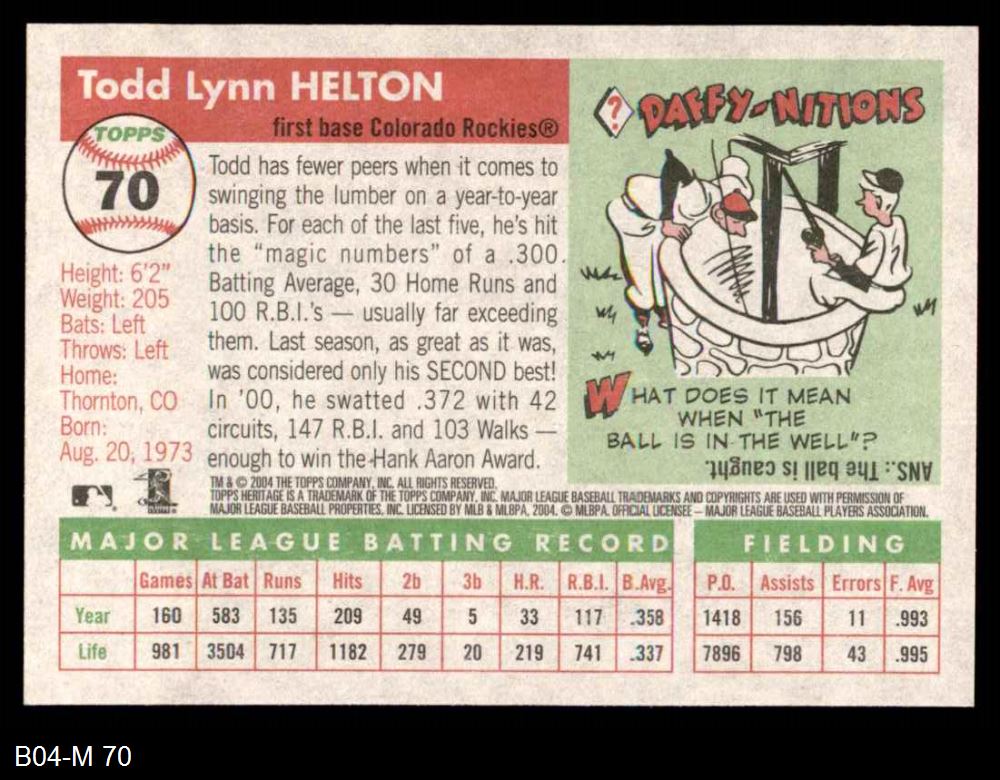 Todd Lynn HELTON
first base Colorado Rockies®
TOPPS
70
Height: 6'2"
Weight: 205
Bats: Left
Throws: Left
Home:
Thornton, CO
Born:
Aug. 20, 1973
Todd has fewer peers when it comes to
swinging the lumber on a year-to-year
basis. For each of the last five, he's hit
the "magic numbers" of a .300
Batting Average, 30 Home Runs and
100 R.B.I.'s — usually far exceeding
them. Last season, as great as it was,
was considered only his SECOND best!
In '00, he swatted .372 with 42
circuits, 147 R.B.I. and 103 Walks —
enough to win the Hank Aaron Award.
? DAFFY-NITIONS
WHAT DOES IT MEAN
WHEN "THE
BALL IS IN THE WELL"?
ANS.: The ball is caught.
TM & © 2004 THE TOPPS COMPANY, INC. ALL RIGHTS RESERVED.
TOPPS HERITAGE IS A TRADEMARK OF THE TOPPS COMPANY, INC. MAJOR LEAGUE BASEBALL TRADEMARKS AND COPYRIGHTS ARE USED WITH PERMISSION OF
MAJOR LEAGUE BASEBALL PROPERTIES, INC. LICENSED BY MLB & MLBPA, 2004. © MLBPA. OFFICIAL LICENSEE – MAJOR LEAGUE BASEBALL PLAYERS ASSOCIATION.
MAJOR LEAGUE BATTING RECORD FIELDING
Games At Bat Runs Hits 2b 3b H.R. R.B.I. B.Avg. P.O. Assists Errors F. Avg
Year 160 583 135 209 49 5 33 117 .358 1418 156 11 .993
Life 981 3504 717 1182 279 20 219 741 .337 7896 798 43 .995
B04-M 70